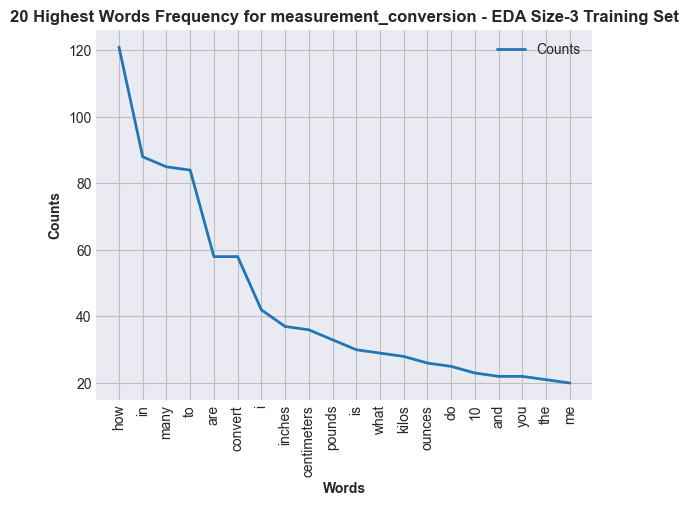 20 Highest Words Frequency for measurement_conversion - EDA Size-3 Training Set
Counts
120
100
80
60
40
20
Counts
how
in
many
to
are
convert
i
inches
centimeters
pounds
is
what
kilos
ounces
do
10
and
you
the
me
Words